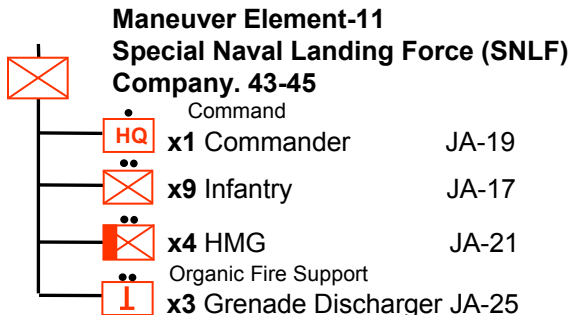 Maneuver Element-11
Special Naval Landing Force (SNLF)
Company. 43-45
Command
HQ x1 Commander JA-19
x9 Infantry JA-17
x4 HMG JA-21
Organic Fire Support
x3 Grenade Discharger JA-25